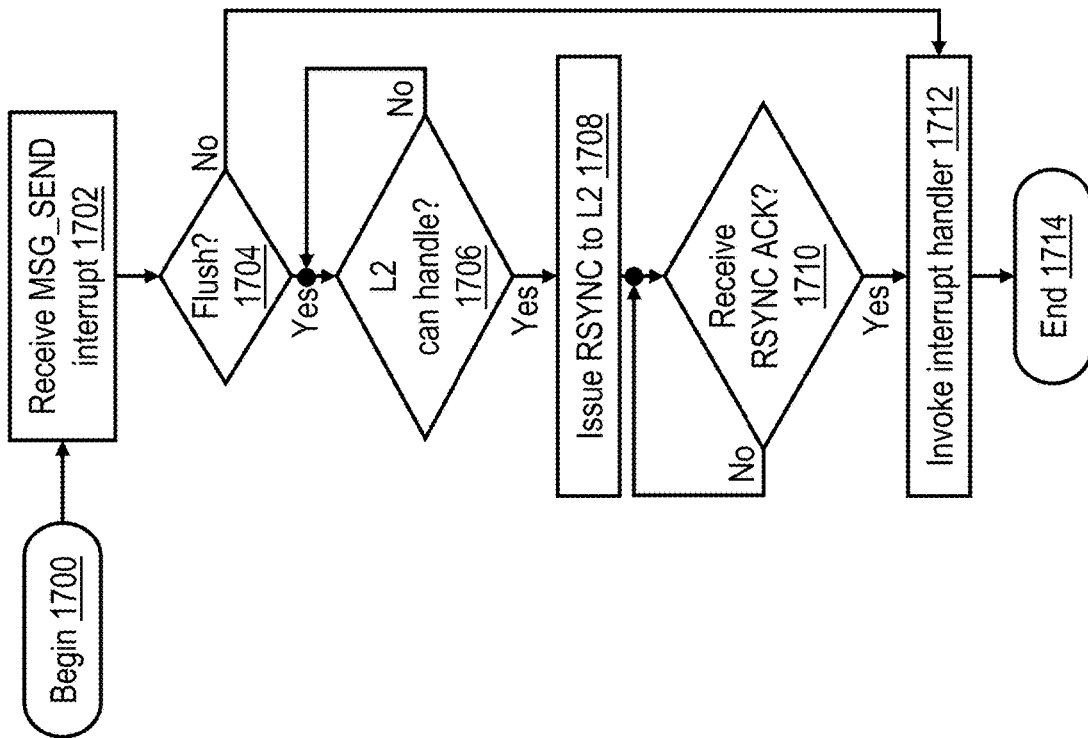 Begin 1700
Receive MSG_SEND
interrupt 1702
Flush?
1704
No
Yes
L2
can handle?
1706
No
Yes
Issue RSYNC to L2 1708
Receive
RSYNC ACK?
1710
No
Yes
Invoke interrupt handler 1712
End 1714